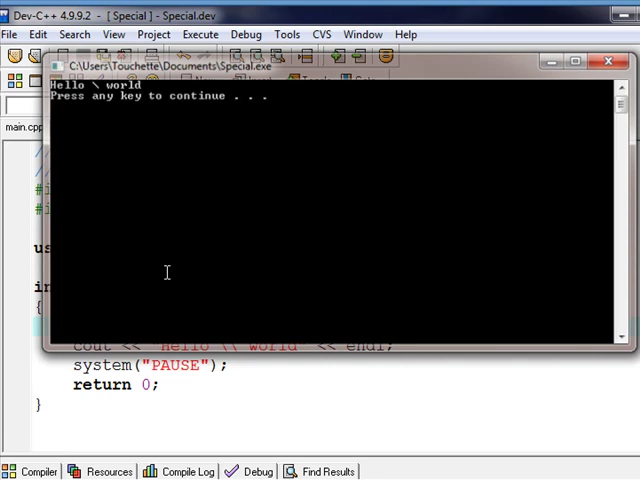 Dev-C++ 4.9.9.2 - [ Special ] - Special.dev
File Edit Search View Project Execute Debug Tools CVS Window Help
C:\Users\Touchette\Documents\Special.exe
Hello \ world
Press any key to continue . . .
main.cpp
//
//
#i
#i
us
in
{
cout << "Hello \\ world" << endl;
system("PAUSE");
return 0;
}
Compiler Resources Compile Log Debug Find Results